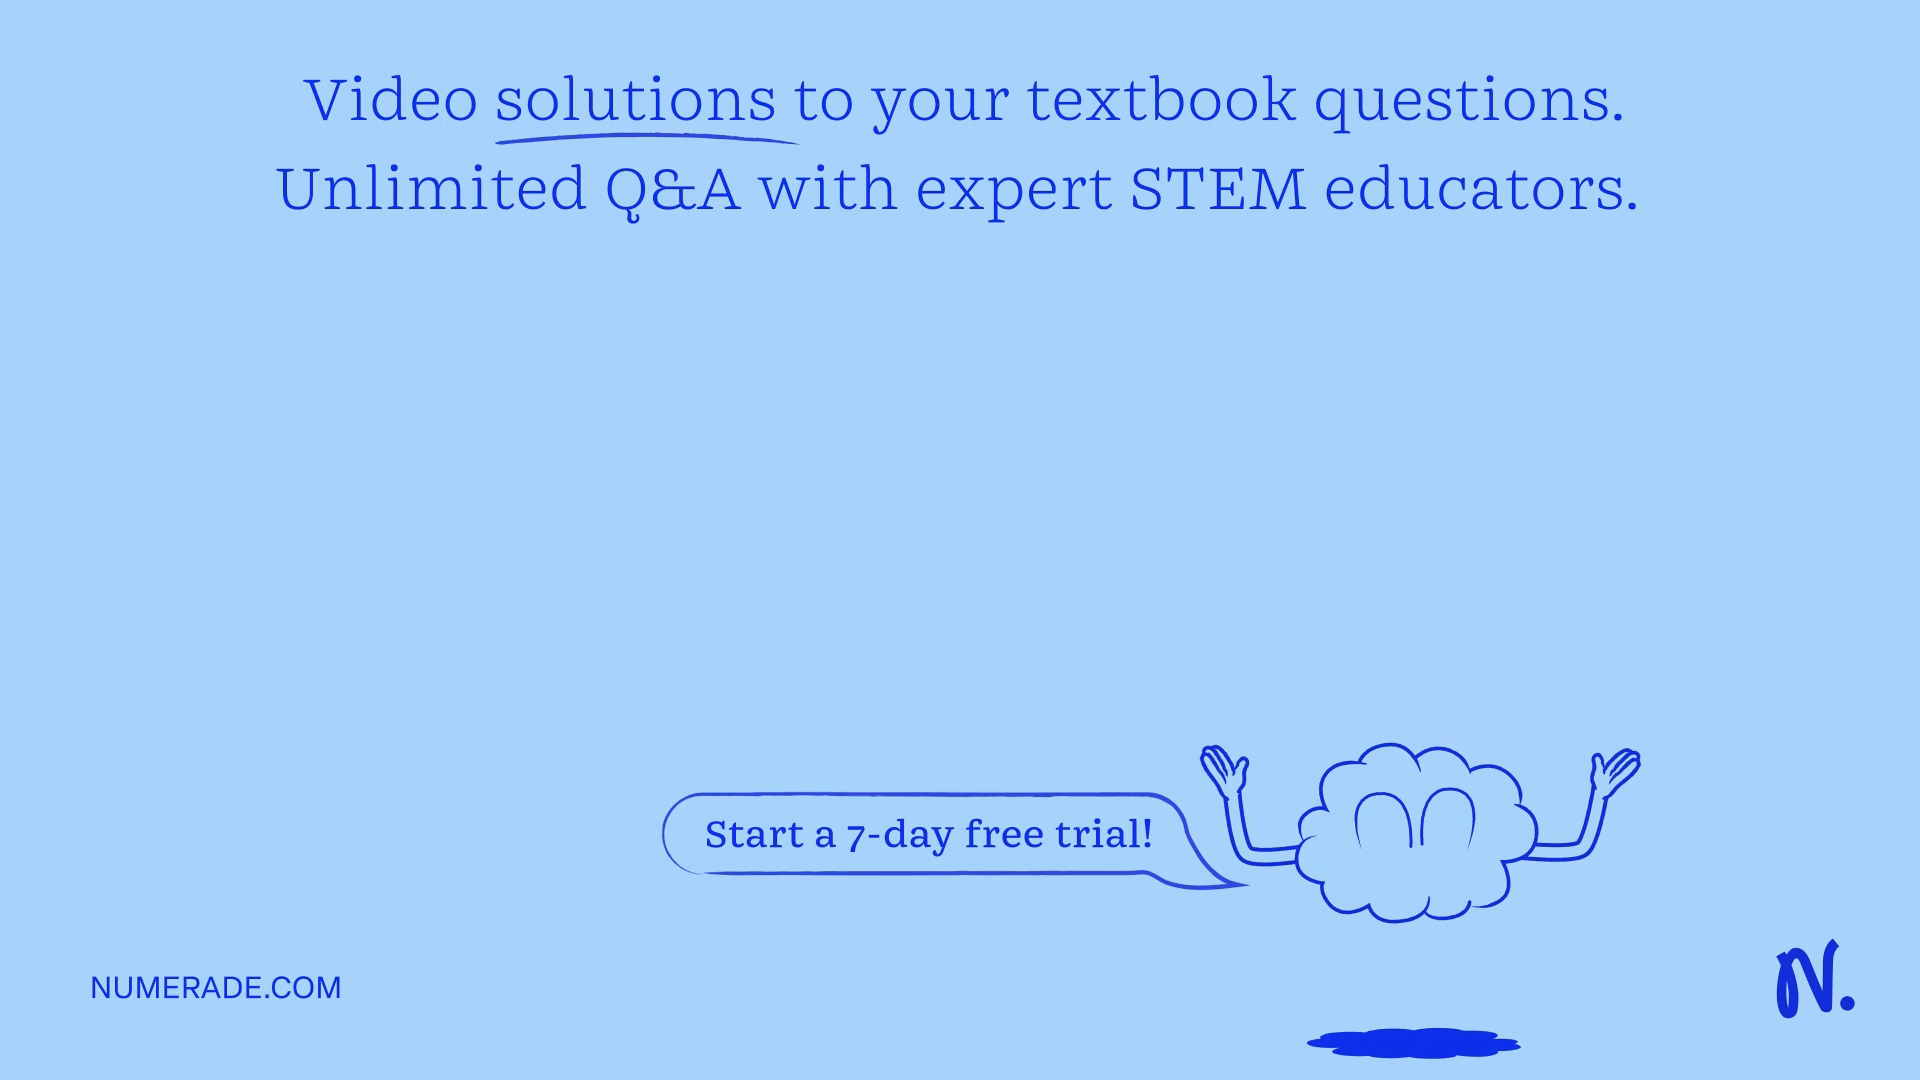 Video solutions to your textbook questions.
Unlimited Q&A with expert STEM educators.
Start a 7-day free trial!
NUMERADE.COM
N.